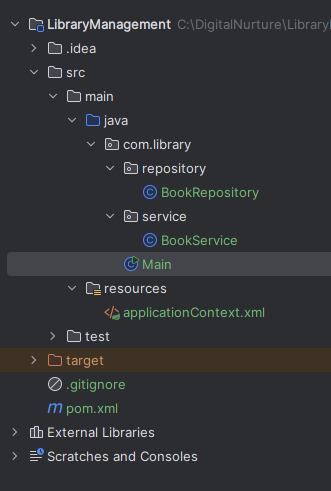 LibraryManagement C:\DigitalNurture\Library
.idea
src
main
java
com.library
repository
BookRepository
service
BookService
Main
resources
applicationContext.xml
test
target
.gitignore
pom.xml
External Libraries
Scratches and Consoles